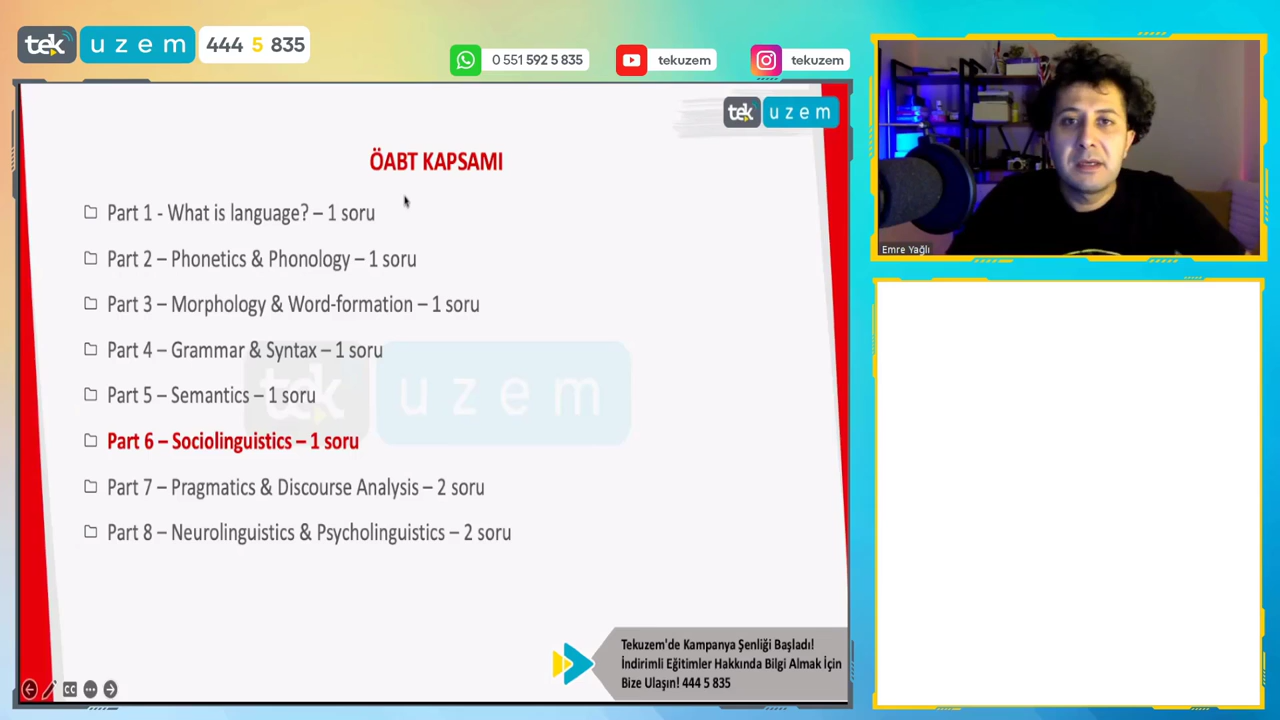 tek uzem 444 5 835
0 551 592 5 835
tekuzem
tekuzem
tek uzem
ÖABT KAPSAMI
Part 1 - What is language? – 1 soru
Part 2 – Phonetics & Phonology – 1 soru
Part 3 – Morphology & Word-formation – 1 soru
Part 4 – Grammar & Syntax – 1 soru
Part 5 – Semantics – 1 soru
Part 6 – Sociolinguistics – 1 soru
Part 7 – Pragmatics & Discourse Analysis – 2 soru
Part 8 – Neurolinguistics & Psycholinguistics – 2 soru
tek uzem
Tekuzem'de Kampanya Şenliği Başladı!
İndirimli Eğitimler Hakkında Bilgi Almak İçin
Bize Ulaşın! 444 5 835
CC
Emre Yağlı